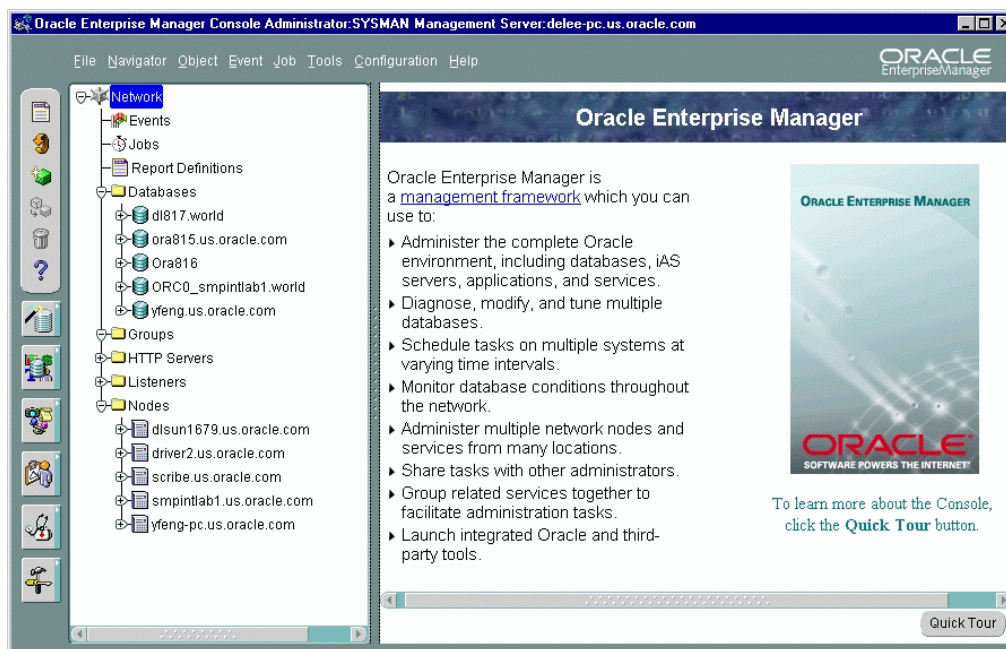 Oracle Enterprise Manager Console Administrator:SYSMAN Management Server:delee-pc.us.oracle.com
File Navigator Object Event Job Tools Configuration Help
ORACLE
EnterpriseManager
Network
Events
Jobs
Report Definitions
Databases
dl817.world
ora815.us.oracle.com
Ora816
ORC0_smpintlab1.world
yfeng.us.oracle.com
Groups
HTTP Servers
Listeners
Nodes
dlsun1679.us.oracle.com
driver2.us.oracle.com
scribe.us.oracle.com
smpintlab1.us.oracle.com
yfeng-pc.us.oracle.com
Oracle Enterprise Manager
Oracle Enterprise Manager is
a management framework which you can
use to:
Administer the complete Oracle
environment, including databases, iAS
servers, applications, and services.
Diagnose, modify, and tune multiple
databases.
Schedule tasks on multiple systems at
varying time intervals.
Monitor database conditions throughout
the network.
Administer multiple network nodes and
services from many locations.
Share tasks with other administrators.
Group related services together to
facilitate administration tasks.
Launch integrated Oracle and third-
party tools.
ORACLE ENTERPRISE MANAGER
ORACLE
SOFTWARE POWERS THE INTERNET
To learn more about the Console,
click the Quick Tour button.
Quick Tour